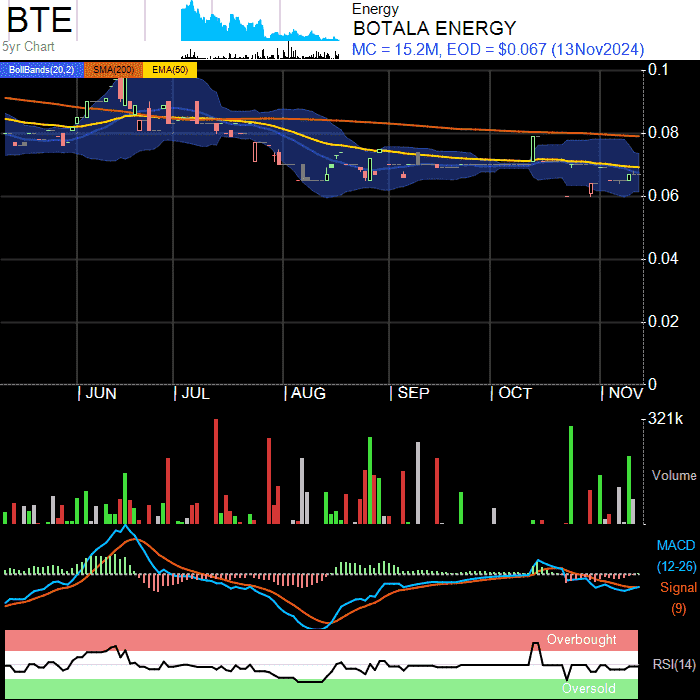 BTE
5yr Chart
Energy
BOTALA ENERGY
MC = 15.2M, EOD = $0.067 (13Nov2024)
BollBands(20,2) SMA(200) EMA(50)
0.1
0.08
0.06
0.04
0.02
0
JUN JUL AUG SEP OCT NOV
321k
Volume
MACD
(12-26)
Signal
(9)
Overbought
RSI(14)
Oversold